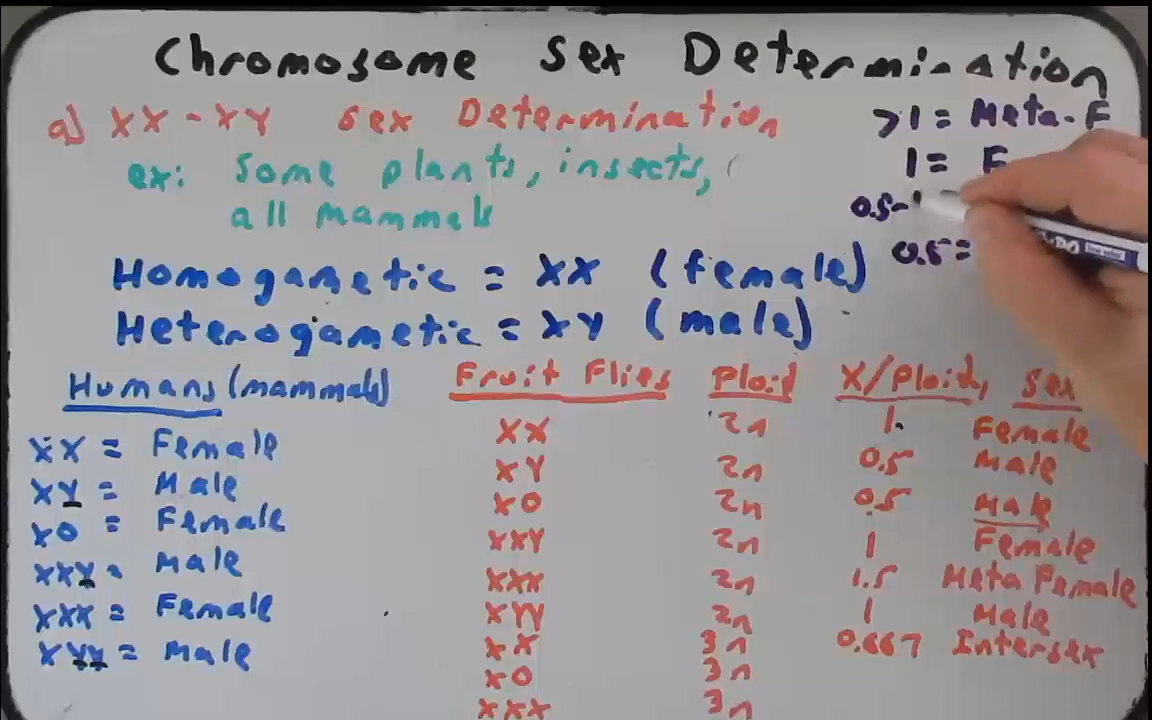 Chromosome Sex Determination
a) XX - XY Sex Determination
ex: Some plants, insects,
all mammals
>1 = Meta-F
1 = F
0.5-
0.5 =
Homogametic = XX (female)
Heterogametic = XY (male)
Humans (mammals)
XX = Female
XY = Male
XO = Female
XXY = Male
XXX = Female
XYY = Male
Fruit Flies Ploid X/Ploidy Sex
XX 2n 1. Female
XY 2n 0.5 Male
XO 2n 0.5 Male
XXY 2n 1 Female
XXX 2n 1.5 Meta Female
XYY 2n 1 Male
XX 3n 0.667 Intersex
XO 3n
XXX 3n